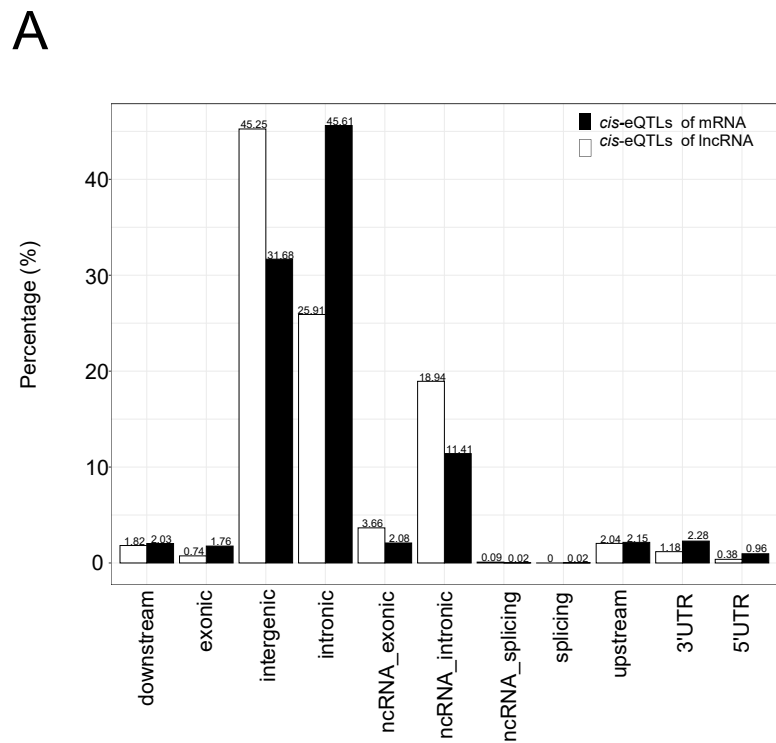 A
cis-eQTLs of mRNA
cis-eQTLs of lncRNA
Percentage (%)
40
30
20
10
0
1.82 2.03
0.74 1.76
45.25 31.68
25.91 45.61
3.66 2.08
18.94 11.41
0.09 0.02
0 0.02
2.04 2.15
1.18 2.28
0.38 0.96
downstream
exonic
intergenic
intronic
ncRNA_exonic
ncRNA_intronic
ncRNA_splicing
splicing
upstream
3'UTR
5'UTR